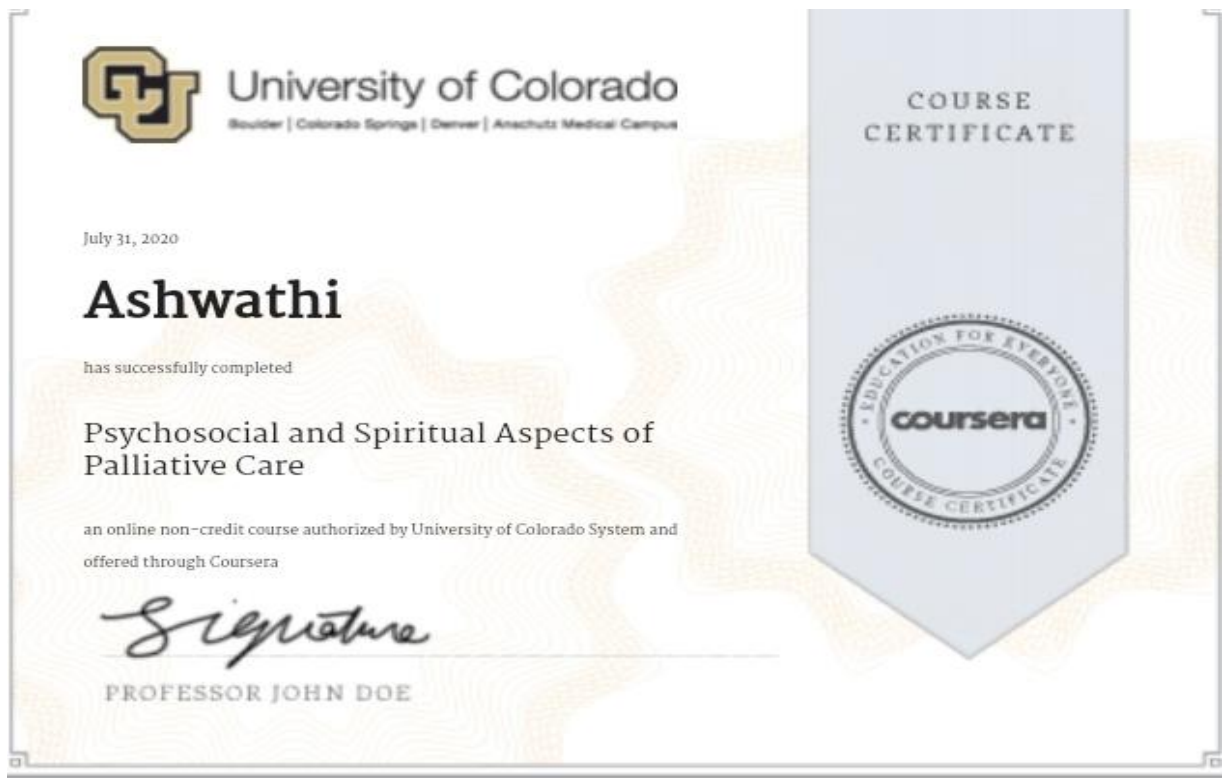 CU
University of Colorado
Boulder | Colorado Springs | Denver | Anschutz Medical Campus
COURSE
CERTIFICATE
July 31, 2020
Ashwathi
has successfully completed
Psychosocial and Spiritual Aspects of
Palliative Care
an online non-credit course authorized by University of Colorado System and
offered through Coursera
EDUCATION FOR EVERYONE
coursera
COURSE CERTIFICATE
Signature
PROFESSOR JOHN DOE